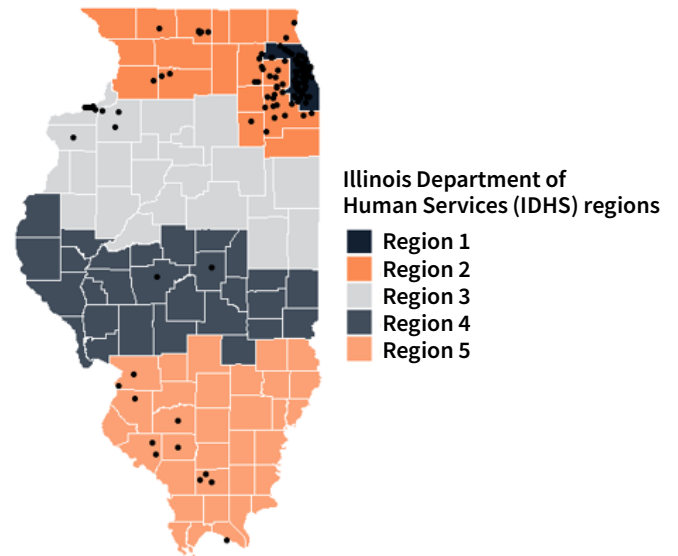 Illinois Department of
Human Services (IDHS) regions
Region 1
Region 2
Region 3
Region 4
Region 5